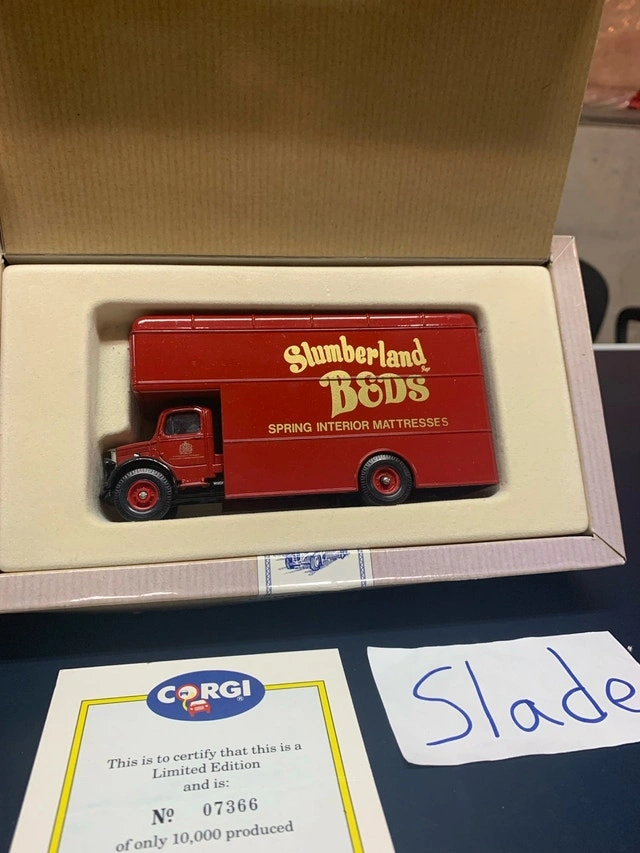 Slumberland
for
BEDS
SPRING INTERIOR MATTRESSES
CORGI®
This is to certify that this is a
Limited Edition
and is:
Nº 07366
of only 10,000 produced
Slade